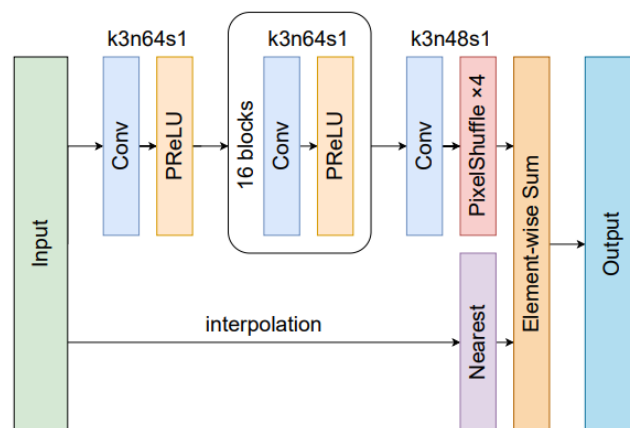 k3n64s1
k3n64s1
k3n48s1
Input
Conv
PReLU
16 blocks
Conv
PReLU
Conv
PixelShuffle ×4
Element-wise Sum
Output
interpolation
Nearest